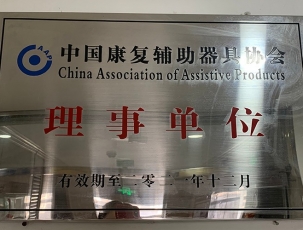 中国康复辅助器具协会
China Association of Assistive Products
理事单位
有效期至二零二一年十二月